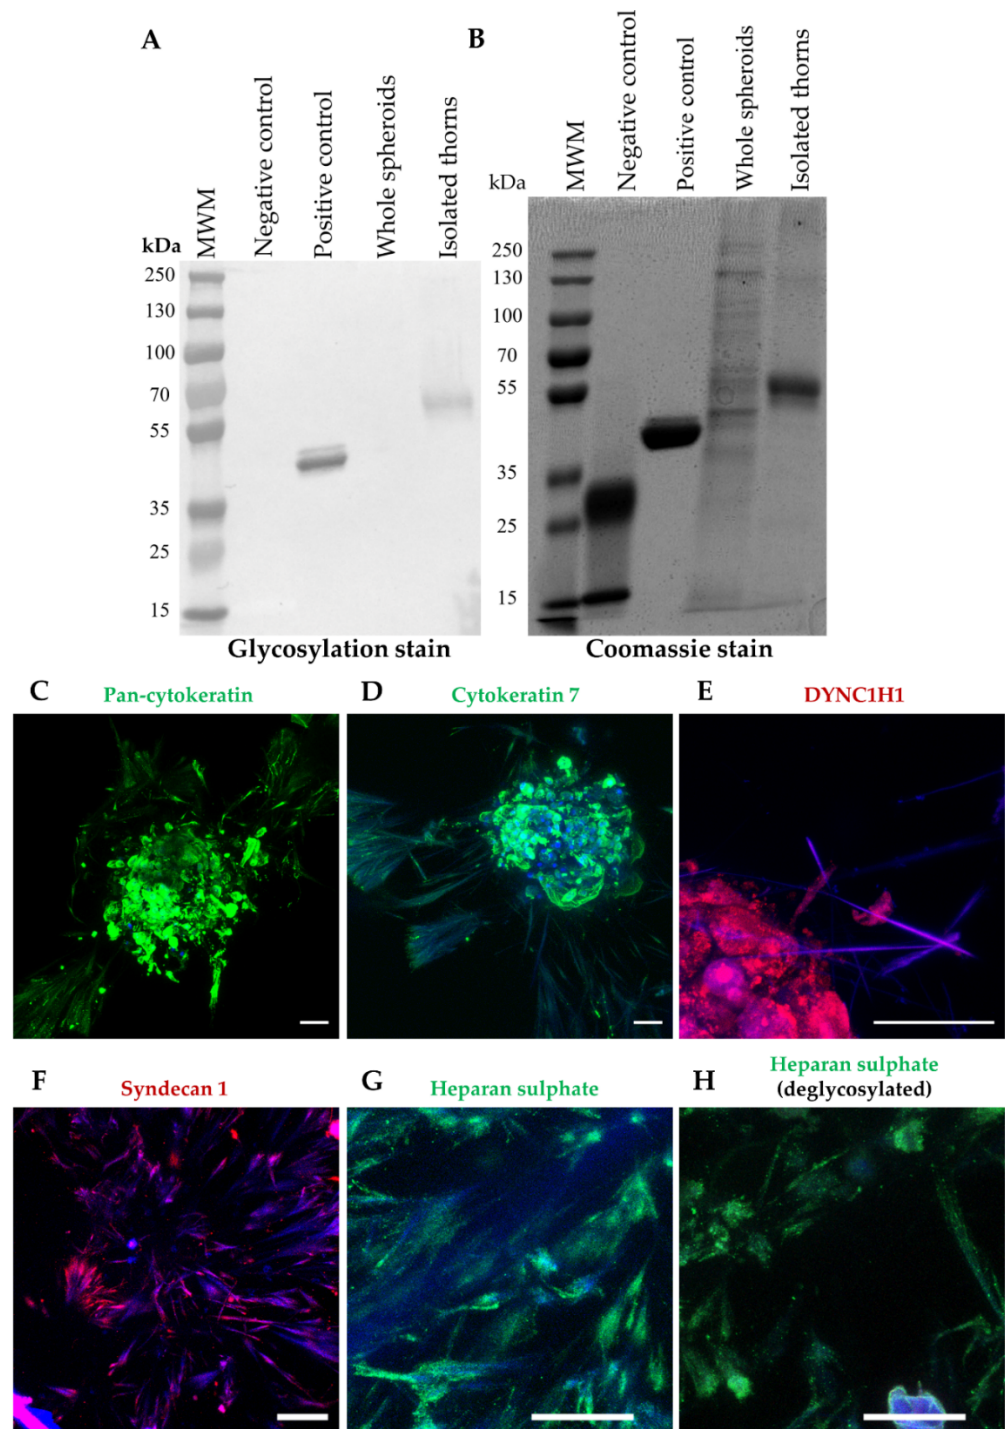 A
B
kDa
MWM
Negative control
Positive control
Whole spheroids
Isolated thorns
250
130
100
70
55
35
25
15
Glycosylation stain
kDa
MWM
Negative control
Positive control
Whole spheroids
Isolated thorns
250
130
100
70
55
35
25
15
Coomassie stain
C Pan-cytokeratin
D Cytokeratin 7
E DYNC1H1
F Syndecan 1
G Heparan sulphate
H Heparan sulphate
(deglycosylated)